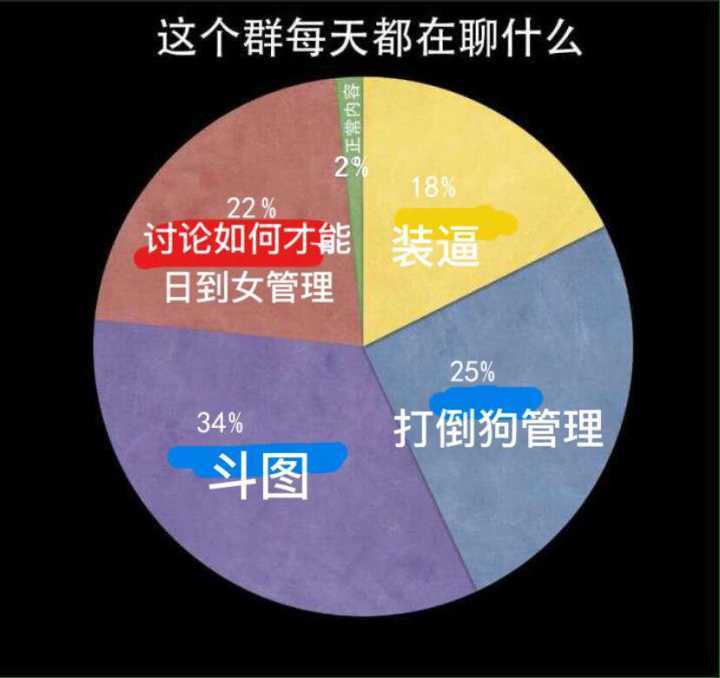 这个群每天都在聊什么
正常内容
2%
18%
装逼
22%
讨论如何才能
日到女管理
25%
打倒狗管理
34%
斗图